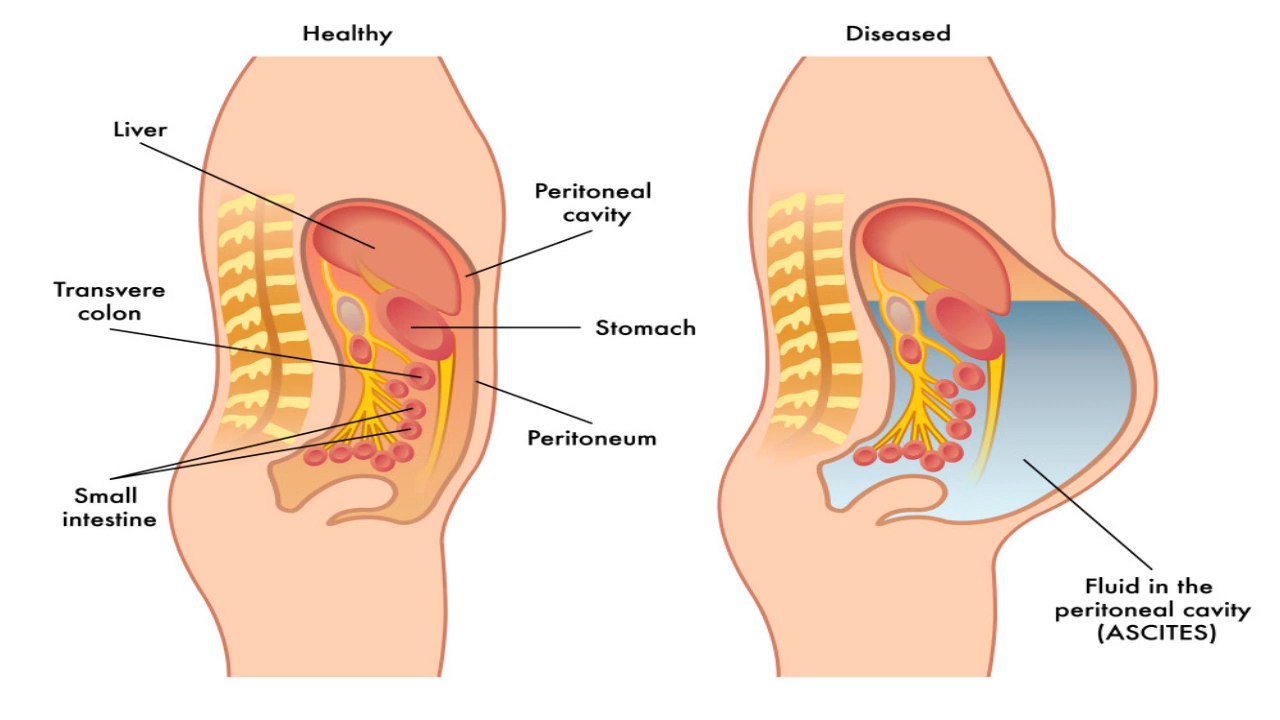 Healthy
Diseased
Liver
Peritoneal
cavity
Transvere
colon
Stomach
Peritoneum
Small
intestine
Fluid in the
peritoneal cavity
(ASCITES)